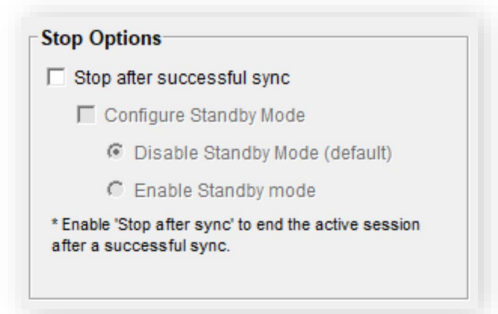 Stop Options
Stop after successful sync
Configure Standby Mode
Disable Standby Mode (default)
Enable Standby mode
* Enable 'Stop after sync' to end the active session
after a successful sync.